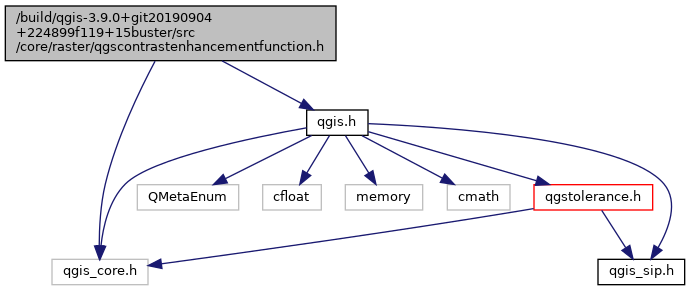 /build/qgis-3.9.0+git20190904
+224899f119+15buster/src
/core/raster/qgscontrastenhancementfunction.h
qgis.h
QMetaEnum
cfloat
memory
cmath
qgstolerance.h
qgis_core.h
qgis_sip.h